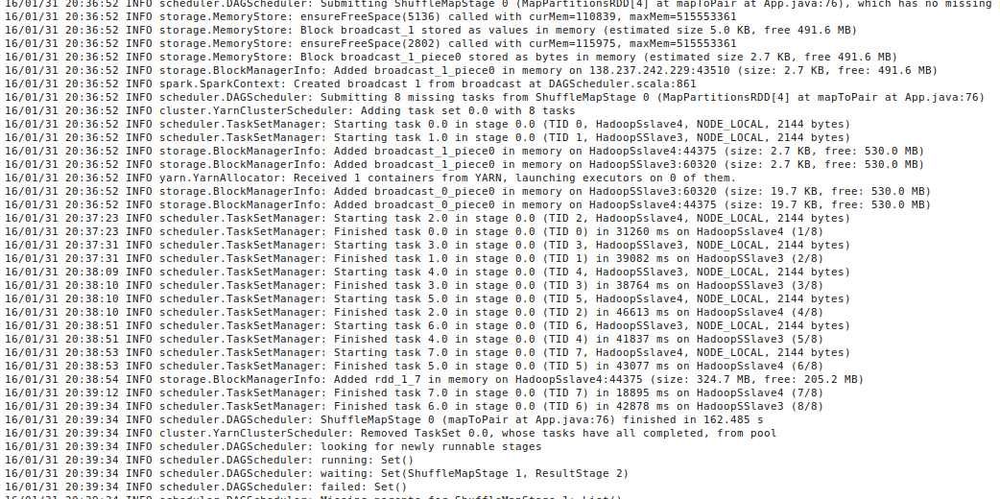 16/01/31 20:36:52 INFO scheduler.DAGScheduler: Submitting ShuffleMapStage 0 (MapPartitionsRDD[4] at mapToPair at App.java:76), which has no missing
16/01/31 20:36:52 INFO storage.MemoryStore: ensureFreeSpace(5136) called with curMem=110839, maxMem=515553361
16/01/31 20:36:52 INFO storage.MemoryStore: Block broadcast_1 stored as values in memory (estimated size 5.0 KB, free 491.6 MB)
16/01/31 20:36:52 INFO storage.MemoryStore: ensureFreeSpace(2802) called with curMem=115975, maxMem=515553361
16/01/31 20:36:52 INFO storage.MemoryStore: Block broadcast_1_piece0 stored as bytes in memory (estimated size 2.7 KB, free 491.6 MB)
16/01/31 20:36:52 INFO storage.BlockManagerInfo: Added broadcast_1_piece0 in memory on 138.237.242.229:43510 (size: 2.7 KB, free: 491.6 MB)
16/01/31 20:36:52 INFO spark.SparkContext: Created broadcast 1 from broadcast at DAGScheduler.scala:861
16/01/31 20:36:52 INFO scheduler.DAGScheduler: Submitting 8 missing tasks from ShuffleMapStage 0 (MapPartitionsRDD[4] at mapToPair at App.java:76)
16/01/31 20:36:52 INFO cluster.YarnClusterScheduler: Adding task set 0.0 with 8 tasks
16/01/31 20:36:52 INFO scheduler.TaskSetManager: Starting task 0.0 in stage 0.0 (TID 0, HadoopSslave4, NODE_LOCAL, 2144 bytes)
16/01/31 20:36:52 INFO scheduler.TaskSetManager: Starting task 1.0 in stage 0.0 (TID 1, HadoopSSlave3, NODE_LOCAL, 2144 bytes)
16/01/31 20:36:52 INFO storage.BlockManagerInfo: Added broadcast_1_piece0 in memory on HadoopSslave4:44375 (size: 2.7 KB, free: 530.0 MB)
16/01/31 20:36:52 INFO storage.BlockManagerInfo: Added broadcast_1_piece0 in memory on HadoopSSlave3:60320 (size: 2.7 KB, free: 530.0 MB)
16/01/31 20:36:52 INFO yarn.YarnAllocator: Received 1 containers from YARN, launching executors on 0 of them.
16/01/31 20:36:52 INFO storage.BlockManagerInfo: Added broadcast_0_piece0 in memory on HadoopSSlave3:60320 (size: 19.7 KB, free: 530.0 MB)
16/01/31 20:36:52 INFO storage.BlockManagerInfo: Added broadcast_0_piece0 in memory on HadoopSslave4:44375 (size: 19.7 KB, free: 530.0 MB)
16/01/31 20:37:23 INFO scheduler.TaskSetManager: Starting task 2.0 in stage 0.0 (TID 2, HadoopSslave4, NODE_LOCAL, 2144 bytes)
16/01/31 20:37:23 INFO scheduler.TaskSetManager: Finished task 0.0 in stage 0.0 (TID 0) in 31260 ms on HadoopSslave4 (1/8)
16/01/31 20:37:31 INFO scheduler.TaskSetManager: Starting task 3.0 in stage 0.0 (TID 3, HadoopSSlave3, NODE_LOCAL, 2144 bytes)
16/01/31 20:37:31 INFO scheduler.TaskSetManager: Finished task 1.0 in stage 0.0 (TID 1) in 39082 ms on HadoopSSlave3 (2/8)
16/01/31 20:38:09 INFO scheduler.TaskSetManager: Starting task 4.0 in stage 0.0 (TID 4, HadoopSSlave3, NODE_LOCAL, 2144 bytes)
16/01/31 20:38:10 INFO scheduler.TaskSetManager: Finished task 3.0 in stage 0.0 (TID 3) in 38764 ms on HadoopSSlave3 (3/8)
16/01/31 20:38:10 INFO scheduler.TaskSetManager: Starting task 5.0 in stage 0.0 (TID 5, HadoopSslave4, NODE_LOCAL, 2144 bytes)
16/01/31 20:38:10 INFO scheduler.TaskSetManager: Finished task 2.0 in stage 0.0 (TID 2) in 46613 ms on HadoopSslave4 (4/8)
16/01/31 20:38:51 INFO scheduler.TaskSetManager: Starting task 6.0 in stage 0.0 (TID 6, HadoopSSlave3, NODE_LOCAL, 2144 bytes)
16/01/31 20:38:51 INFO scheduler.TaskSetManager: Finished task 4.0 in stage 0.0 (TID 4) in 41837 ms on HadoopSSlave3 (5/8)
16/01/31 20:38:53 INFO scheduler.TaskSetManager: Starting task 7.0 in stage 0.0 (TID 7, HadoopSslave4, NODE_LOCAL, 2144 bytes)
16/01/31 20:38:53 INFO scheduler.TaskSetManager: Finished task 5.0 in stage 0.0 (TID 5) in 43077 ms on HadoopSslave4 (6/8)
16/01/31 20:38:54 INFO storage.BlockManagerInfo: Added rdd_1_7 in memory on HadoopSslave4:44375 (size: 324.7 MB, free: 205.2 MB)
16/01/31 20:39:12 INFO scheduler.TaskSetManager: Finished task 7.0 in stage 0.0 (TID 7) in 18895 ms on HadoopSslave4 (7/8)
16/01/31 20:39:34 INFO scheduler.TaskSetManager: Finished task 6.0 in stage 0.0 (TID 6) in 42878 ms on HadoopSSlave3 (8/8)
16/01/31 20:39:34 INFO scheduler.DAGScheduler: ShuffleMapStage 0 (mapToPair at App.java:76) finished in 162.485 s
16/01/31 20:39:34 INFO cluster.YarnClusterScheduler: Removed TaskSet 0.0, whose tasks have all completed, from pool
16/01/31 20:39:34 INFO scheduler.DAGScheduler: looking for newly runnable stages
16/01/31 20:39:34 INFO scheduler.DAGScheduler: running: Set()
16/01/31 20:39:34 INFO scheduler.DAGScheduler: waiting: Set(ShuffleMapStage 1, ResultStage 2)
16/01/31 20:39:34 INFO scheduler.DAGScheduler: failed: Set()
16/01/31 20:39:34 INFO scheduler.DAGScheduler: Missing parents for ShuffleMapStage 1: List()